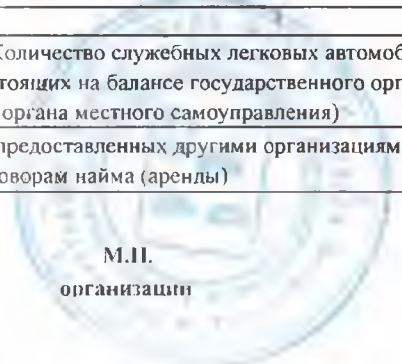 Количество служебных легковых автомоб
тоящих на балансе государственного орг
органа местного самоуправления)
предоставленных другими организациям
оворам найма (аренды)
М.П.
организации